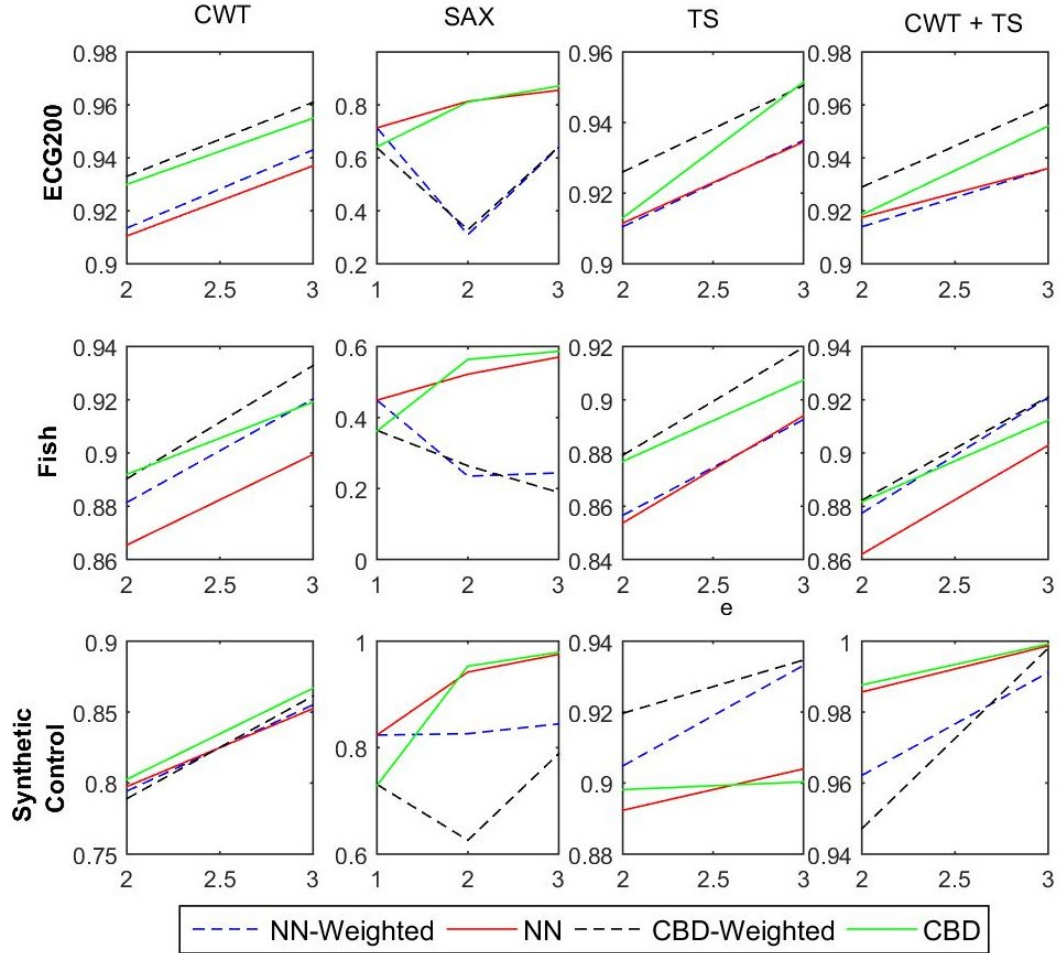 CWT SAX TS CWT + TS
ECG200
0.98 0.96 0.94 0.92 0.9
2 2.5 3
0.8 0.6 0.4 0.2
1 2 3
0.96 0.94 0.92 0.9
2 2.5 3
0.98 0.96 0.94 0.92 0.9
2 2.5 3
Fish
0.94 0.92 0.9 0.88 0.86
2 2.5 3
0.6 0.4 0.2 0
1 2 3
0.92 0.9 0.88 0.86 0.84
2 2.5 3
e
0.94 0.92 0.9 0.88 0.86
2 2.5 3
Synthetic
Control
0.9 0.85 0.8 0.75
2 2.5 3
1 0.8 0.6
1 2 3
0.94 0.92 0.9 0.88
2 2.5 3
1 0.98 0.96 0.94
2 2.5 3
NN-Weighted NN CBD-Weighted CBD